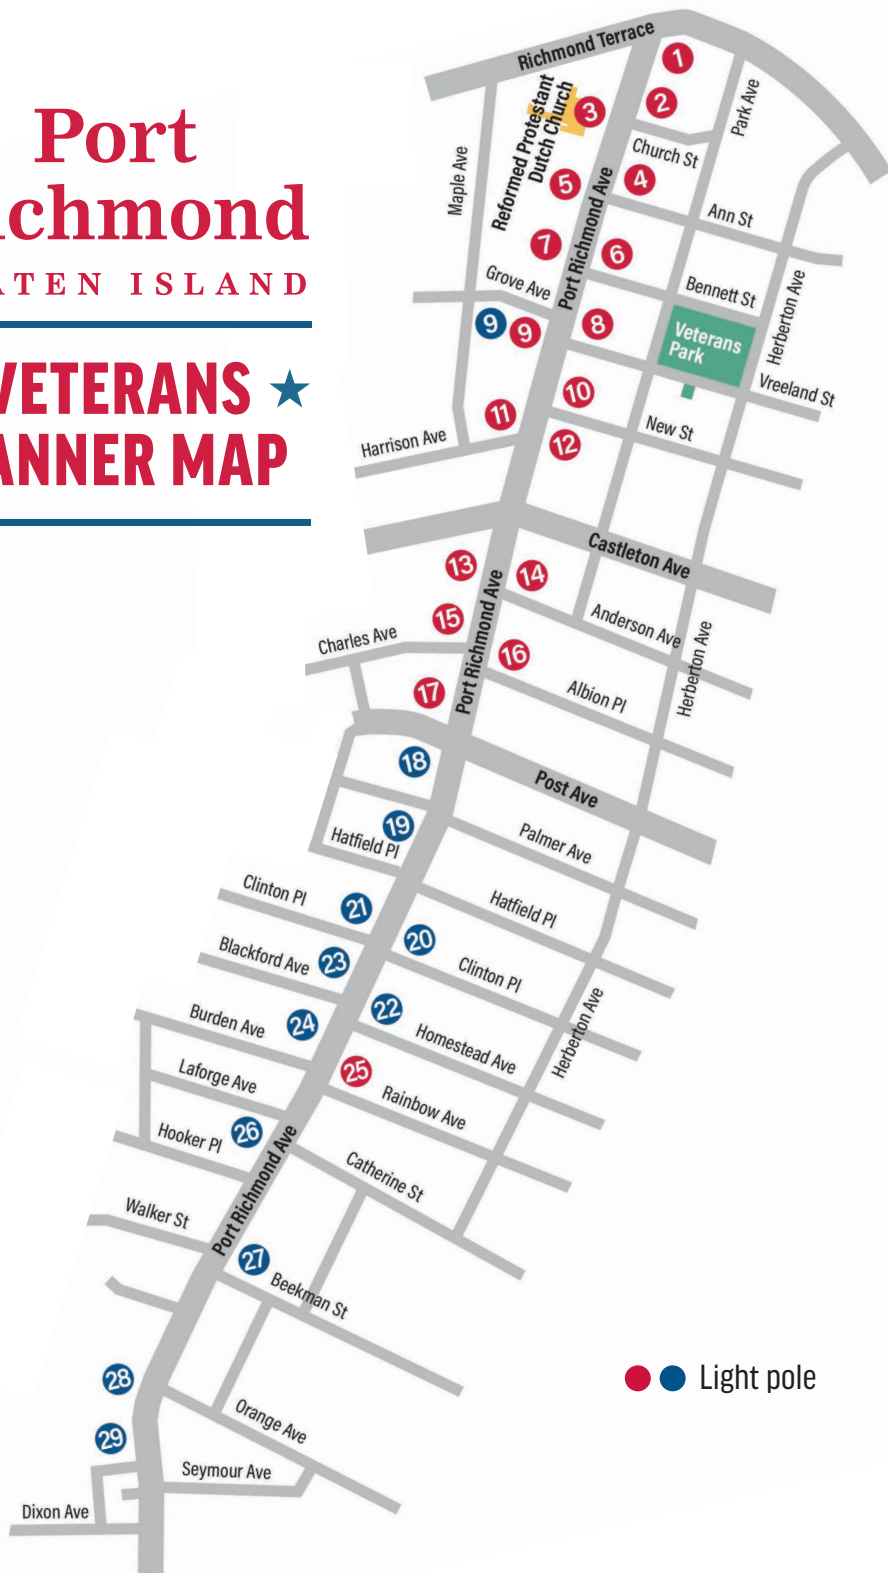 Port
ichmond
ATEN ISLAND
VETERANS ★
ANNER MAP
Richmond Terrace
1
2
3
Reformed Protestant
Dutch Church
Park Ave
Church St
Maple Ave
4
5
Ann St
Port Richmond Ave
7
6
Grove Ave
Bennett St
Herberton Ave
9
9
8
Veterans
Park
Vreeland St
10
11
New St
12
Harrison Ave
Castleton Ave
13
14
15
Anderson Ave
Charles Ave
16
Port Richmond Ave
Herberton Ave
17
Albion Pl
18
Post Ave
19
Hatfield Pl
Palmer Ave
Clinton Pl
21
Hatfield Pl
20
Blackford Ave
23
Clinton Pl
22
Burden Ave
24
Homestead Ave
Herberton Ave
25
Laforge Ave
Rainbow Ave
26
Hooker Pl
Catherine St
Port Richmond Ave
Walker St
27
Beekman St
28
Light pole
29
Orange Ave
Seymour Ave
Dixon Ave